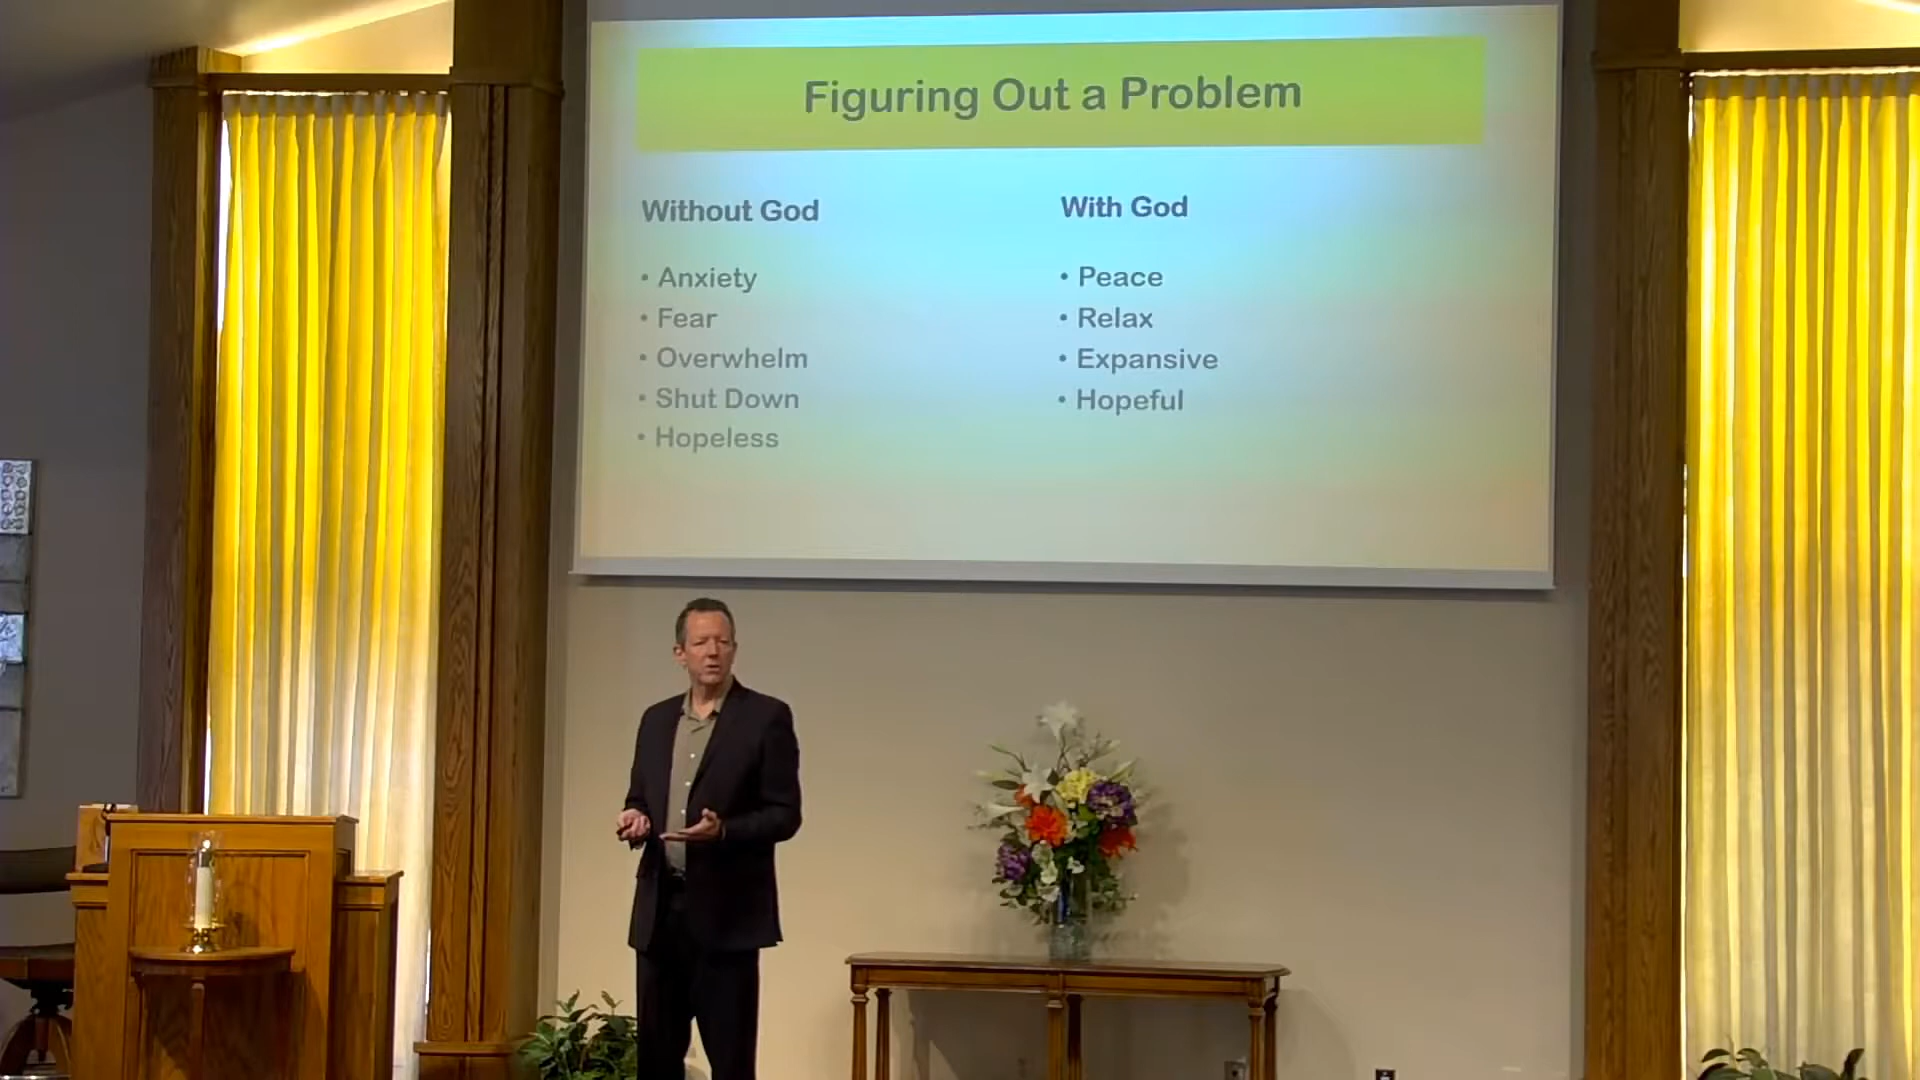 Figuring Out a Problem
Without God
• Anxiety
• Fear
• Overwhelm
• Shut Down
• Hopeless
With God
• Peace
• Relax
• Expansive
• Hopeful